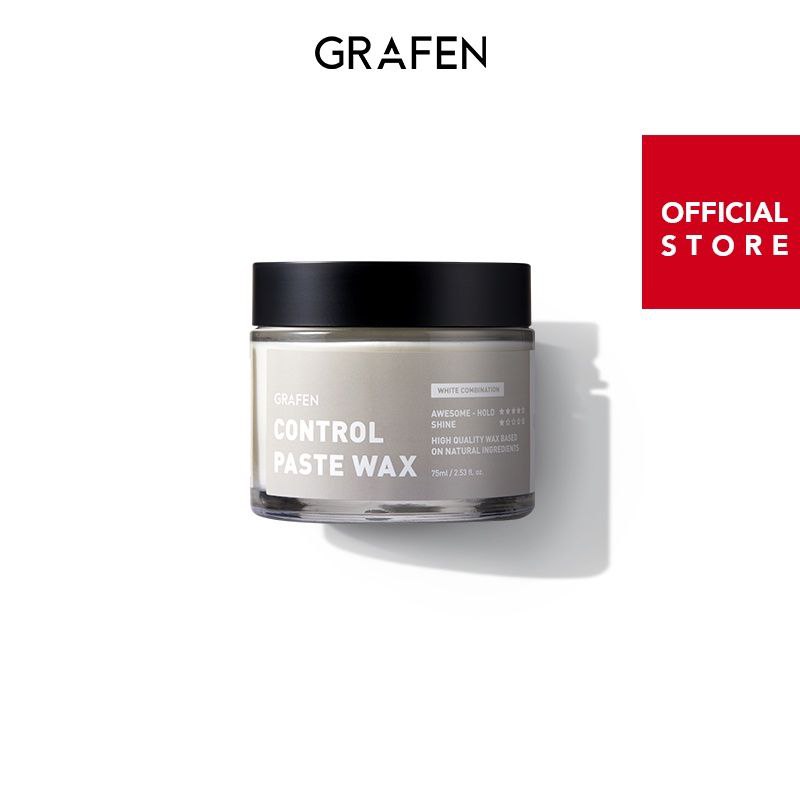 GRAFEN
OFFICIAL
STORE
GRAFEN
CONTROL
PASTE WAX
WHITE COMBINATION
AWESOME - HOLD ★★★★☆
SHINE ★☆☆☆☆
HIGH QUALITY WAX BASED
ON NATURAL INGREDIENTS
75ml / 2.53 fl. oz.